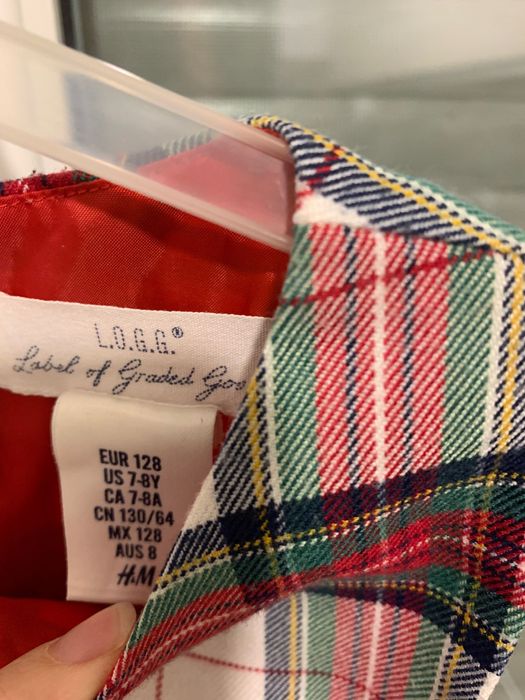 L.O.G.G.®
Label of Graded
EUR 128
US 7-8Y
CA 7-8A
CN 130/64
MX 128
AUS 8
H&M